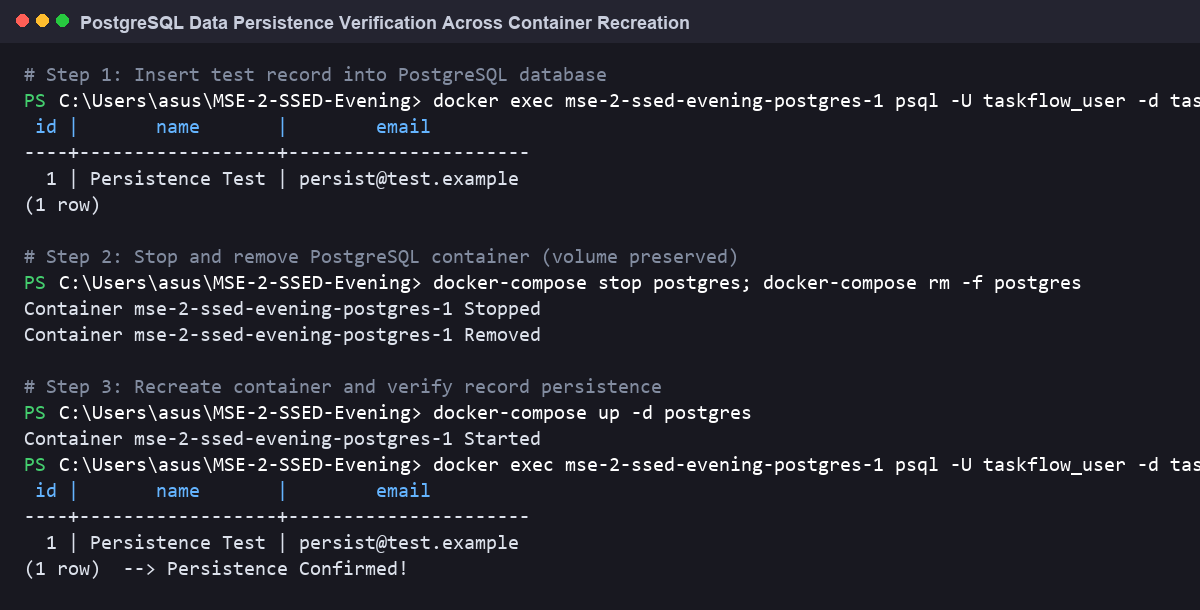 PostgreSQL Data Persistence Verification Across Container Recreation
# Step 1: Insert test record into PostgreSQL database
PS C:\Users\asus\MSE-2-SSED-Evening> docker exec mse-2-ssed-evening-postgres-1 psql -U taskflow_user -d tas
 id |       name       |        email
----+------------------+----------------------
  1 | Persistence Test | persist@test.example
(1 row)
# Step 2: Stop and remove PostgreSQL container (volume preserved)
PS C:\Users\asus\MSE-2-SSED-Evening> docker-compose stop postgres; docker-compose rm -f postgres
Container mse-2-ssed-evening-postgres-1 Stopped
Container mse-2-ssed-evening-postgres-1 Removed
# Step 3: Recreate container and verify record persistence
PS C:\Users\asus\MSE-2-SSED-Evening> docker-compose up -d postgres
Container mse-2-ssed-evening-postgres-1 Started
PS C:\Users\asus\MSE-2-SSED-Evening> docker exec mse-2-ssed-evening-postgres-1 psql -U taskflow_user -d tas
 id |       name       |        email
----+------------------+----------------------
  1 | Persistence Test | persist@test.example
(1 row)  --> Persistence Confirmed!